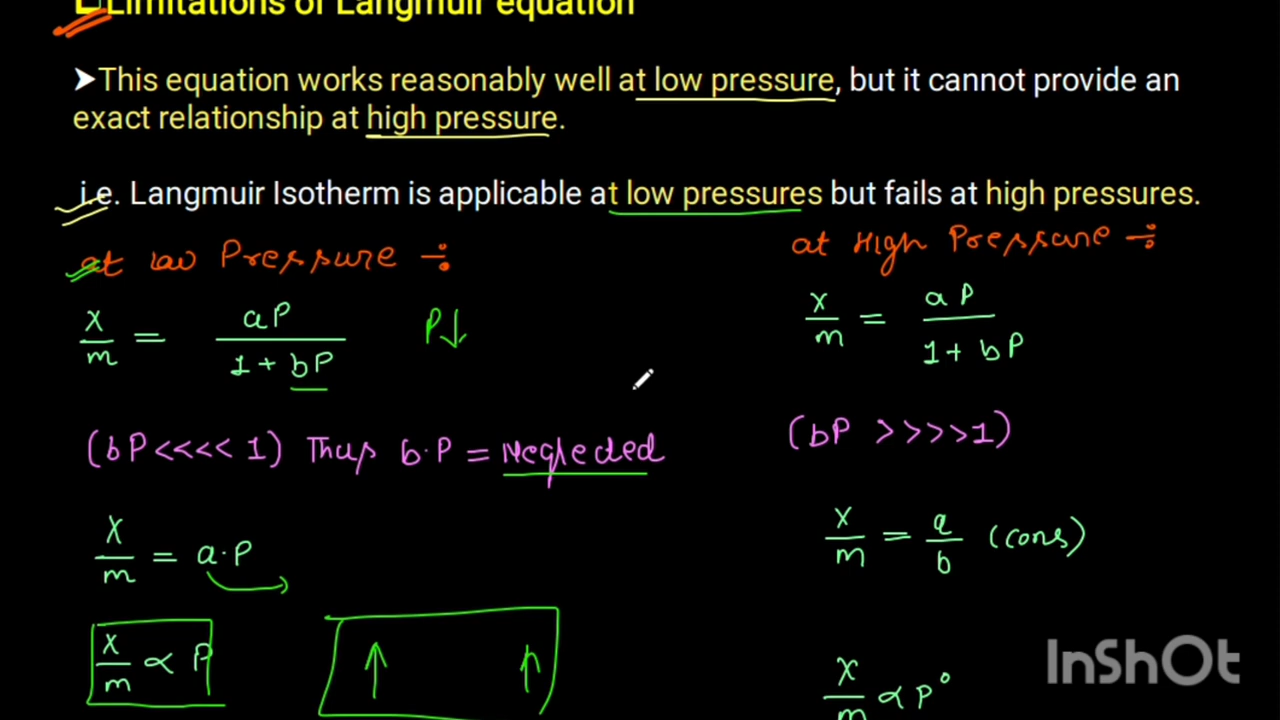 Limitations of Langmuir equation
➤This equation works reasonably well at low pressure, but it cannot provide an
exact relationship at high pressure.
i.e. Langmuir Isotherm is applicable at low pressures but fails at high pressures.
at low Pressure ÷
x/m = aP/(1 + bP) P↓
(bP <<<< 1) Thus b.P = Neglected
x/m = a.P
x/m ∝ P
↑ ↑
at High Pressure ÷
x/m = aP/(1 + bP)
(bP >>>> 1)
x/m = a/b (cons)
x/m ∝ P°
InShOt